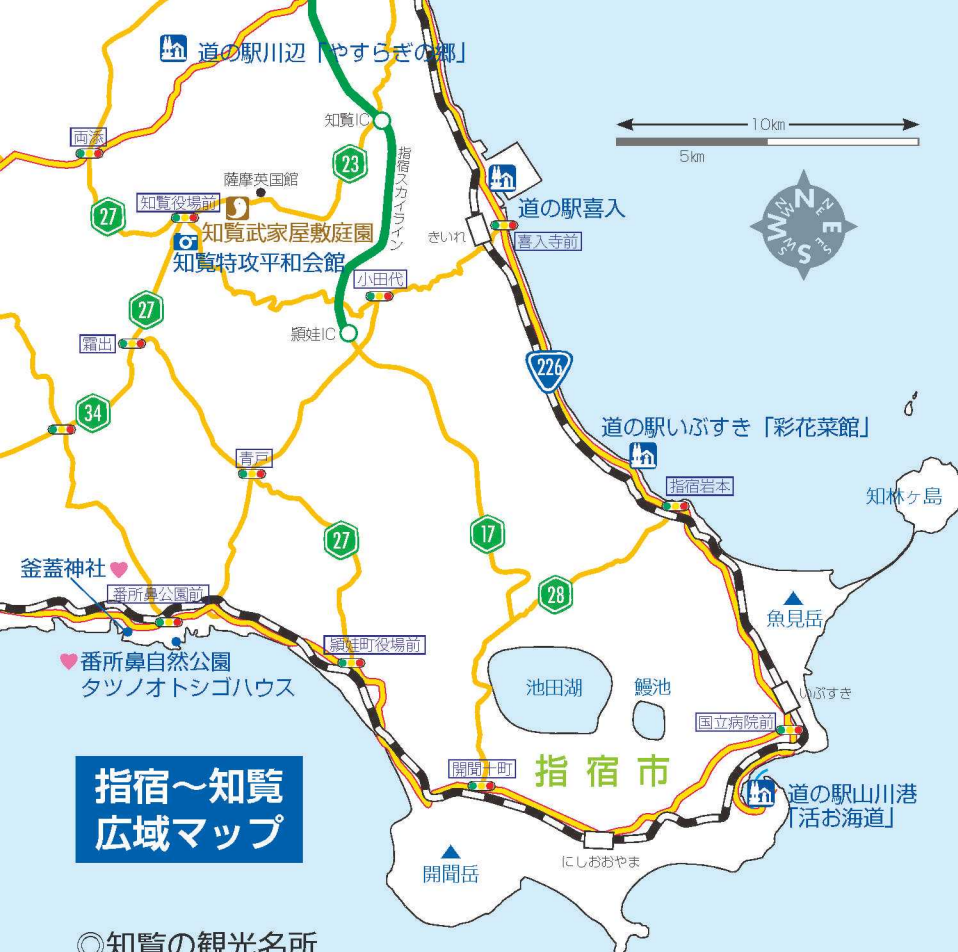 道の駅川辺「やすらぎの郷」
知覧IC
10km
5km
両添
23
指宿スカイライン
薩摩英国館
知覧役場前
27
知覧武家屋敷庭園
知覧特攻平和会館
きいれ
道の駅喜入
喜入寺前
N
NE
E
SE
S
SW
W
NW
小田代
27
霜出
頴娃IC
226
34
道の駅いぶすき「彩花菜館」
青戸
指宿岩本
知林ヶ島
27
17
釜蓋神社
番所鼻公園前
28
魚見岳
頴娃町役場前
番所鼻自然公園
タツノオトシゴハウス
池田湖
鰻池
いぶすき
国立病院前
開聞十町
指宿市
指宿～知覧
広域マップ
道の駅山川港
「活お海道」
にしおおやま
開聞岳
◎知覧の観光名所